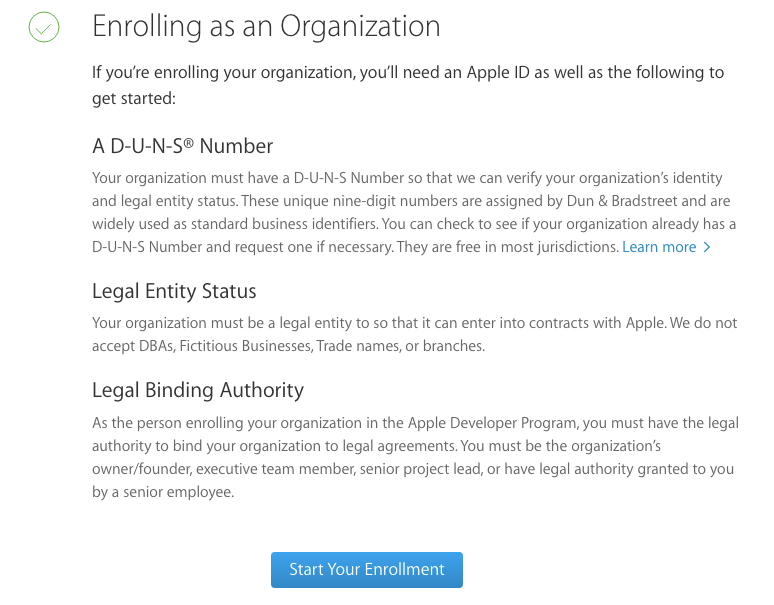 Enrolling as an Organization
If you’re enrolling your organization, you’ll need an Apple ID as well as the following to
get started:
A D-U-N-S® Number
Your organization must have a D-U-N-S Number so that we can verify your organization’s identity
and legal entity status. These unique nine-digit numbers are assigned by Dun & Bradstreet and are
widely used as standard business identifiers. You can check to see if your organization already has a
D-U-N-S Number and request one if necessary. They are free in most jurisdictions. Learn more >
Legal Entity Status
Your organization must be a legal entity to so that it can enter into contracts with Apple. We do not
accept DBAs, Fictitious Businesses, Trade names, or branches.
Legal Binding Authority
As the person enrolling your organization in the Apple Developer Program, you must have the legal
authority to bind your organization to legal agreements. You must be the organization’s
owner/founder, executive team member, senior project lead, or have legal authority granted to you
by a senior employee.
Start Your Enrollment